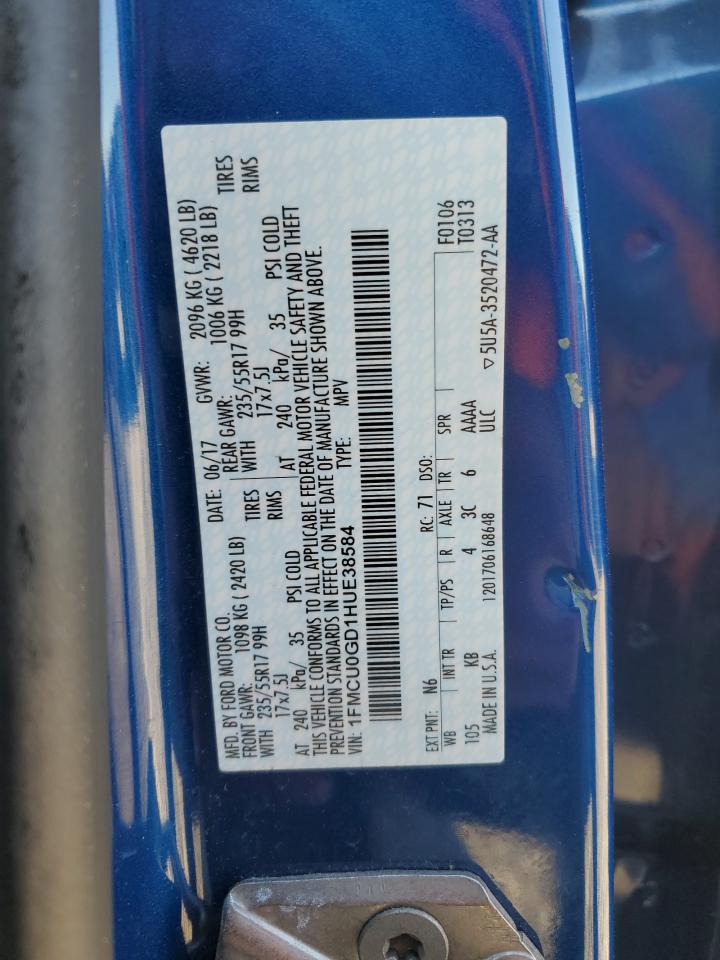 MFD. BY FORD MOTOR CO. DATE: 06/17 GVWR: 2096 KG ( 4620 LB)
FRONT GAWR: 1098 KG ( 2420 LB) REAR GAWR: 1006 KG ( 2218 LB)
WITH 235/55R17 99H TIRES WITH 235/55R17 99H TIRES
17x7.5J RIMS 17x7.5J RIMS
AT 240 kPa/ 35 PSI COLD AT 240 kPa/ 35 PSI COLD
THIS VEHICLE CONFORMS TO ALL APPLICABLE FEDERAL MOTOR VEHICLE SAFETY AND THEFT
PREVENTION STANDARDS IN EFFECT ON THE DATE OF MANUFACTURE SHOWN ABOVE.
VIN: 1FMCU0GD1HUE38584 TYPE: MPV
EXT PNT: N6 RC: 71 DSO:
WB INT TR TP/PS R AXLE TR SPR F0106
105 KB 4 3C 6 AAAA T0313
MADE IN U.S.A. 1201706168648 ULC ▽5U5A-3520472-AA